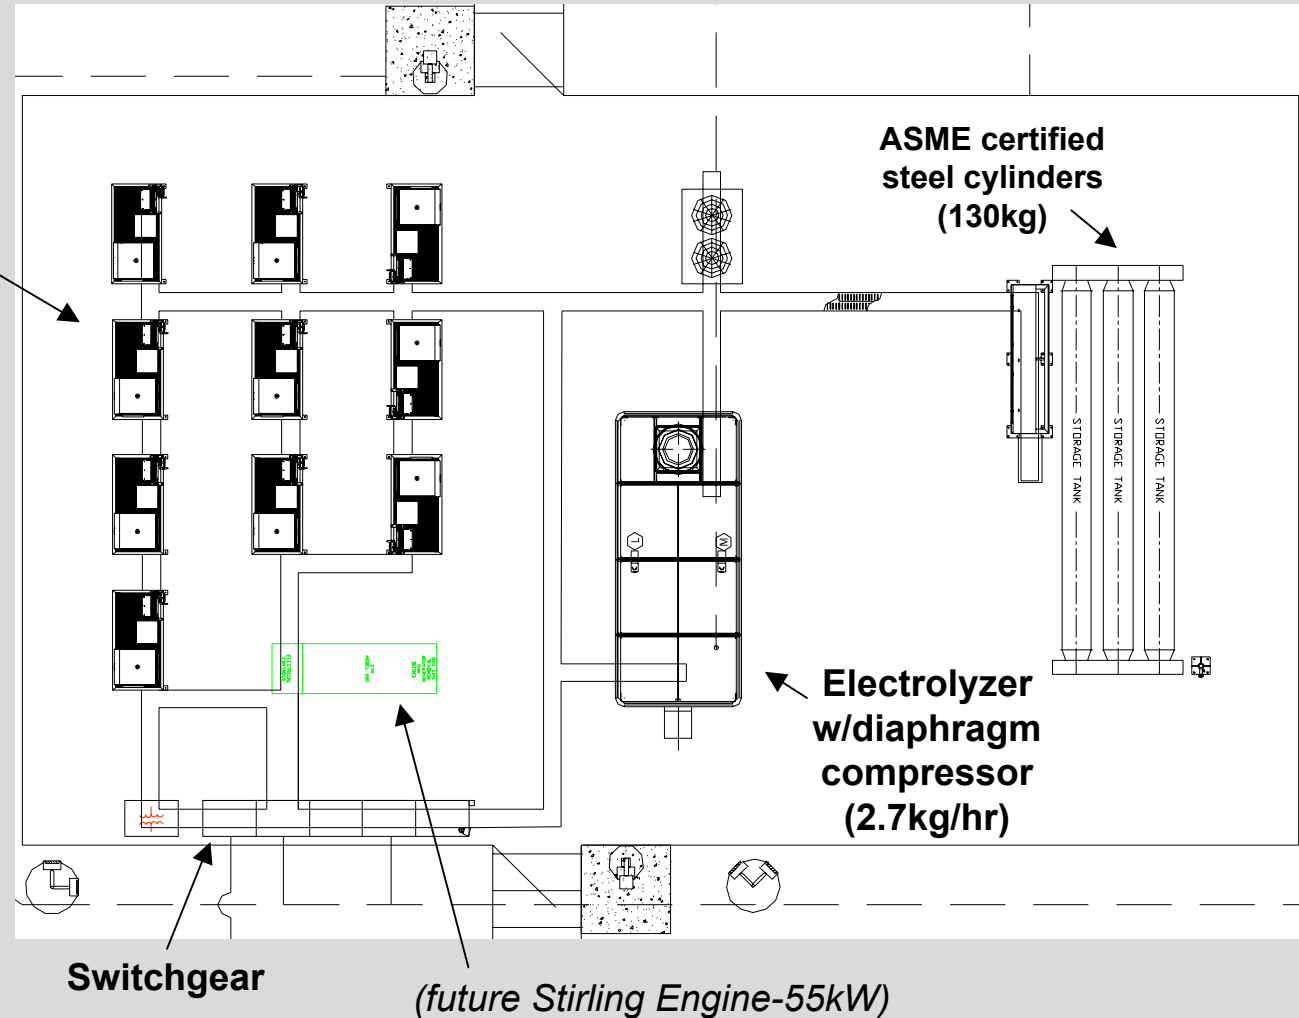 ASME certified
steel cylinders
(130kg)
STORAGE TANK
STORAGE TANK
STORAGE TANK
L
M
Electrolyzer
w/diaphragm
compressor
(2.7kg/hr)
Switchgear
(future Stirling Engine-55kW)